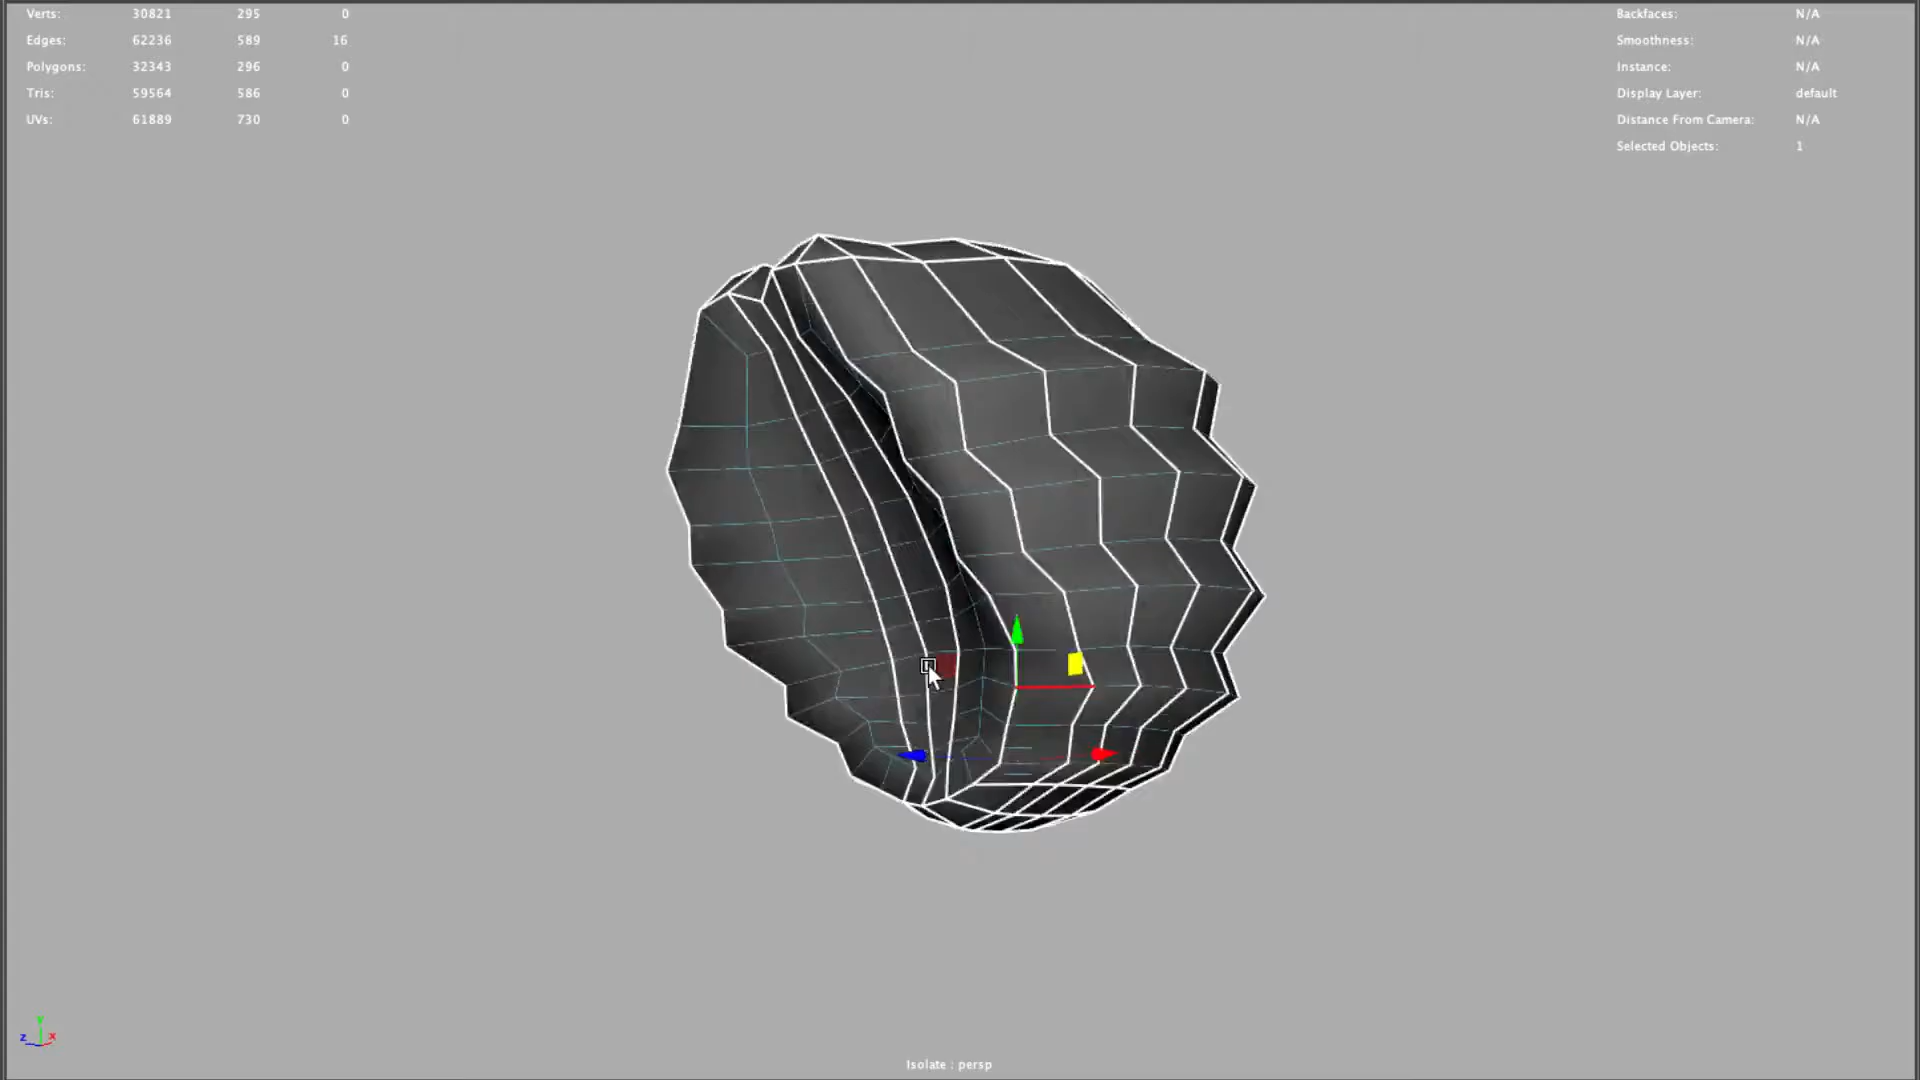 Verts: 30821 295 0
Edges: 62236 589 16
Polygons: 32343 296 0
Tris: 59564 586 0
UVs: 61889 730 0
Backfaces: N/A
Smoothness: N/A
Instance: N/A
Display Layer: default
Distance From Camera: N/A
Selected Objects: 1
y
z x
Isolate : persp